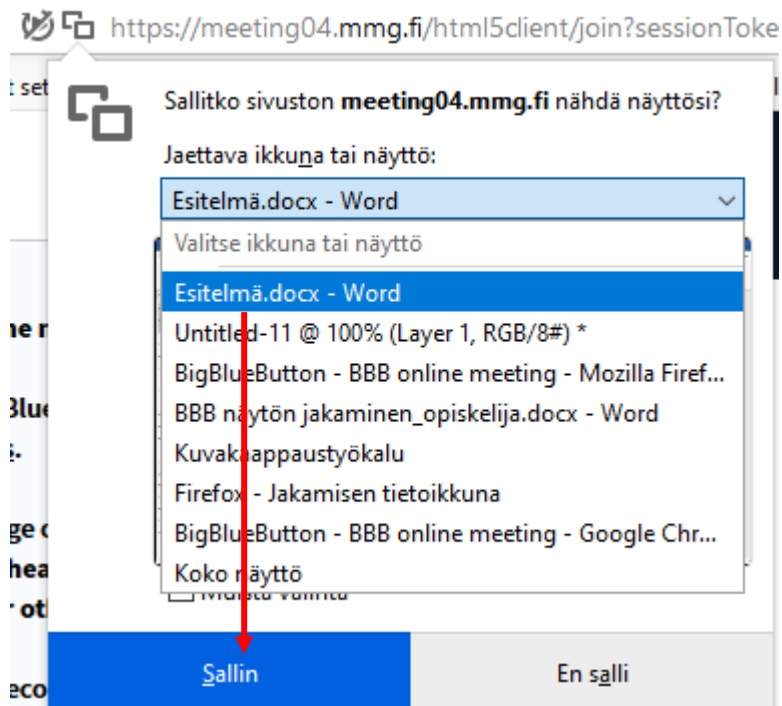 https://meeting04.mmg.fi/html5client/join?sessionToke
t set
Sallitko sivuston meeting04.mmg.fi nähdä näyttösi?
Jaettava ikkuna tai näyttö:
Esitelmä.docx - Word
Valitse ikkuna tai näyttö
Esitelmä.docx - Word
Untitled-11 @ 100% (Layer 1, RGB/8#) *
BigBlueButton - BBB online meeting - Mozilla Firef...
BBB näytön jakaminen_opiskelija.docx - Word
Kuvakaappaustyökalu
Firefox - Jakamisen tietoikkuna
BigBlueButton - BBB online meeting - Google Chr...
Koko näyttö
Muista valinta
Sallin
En salli